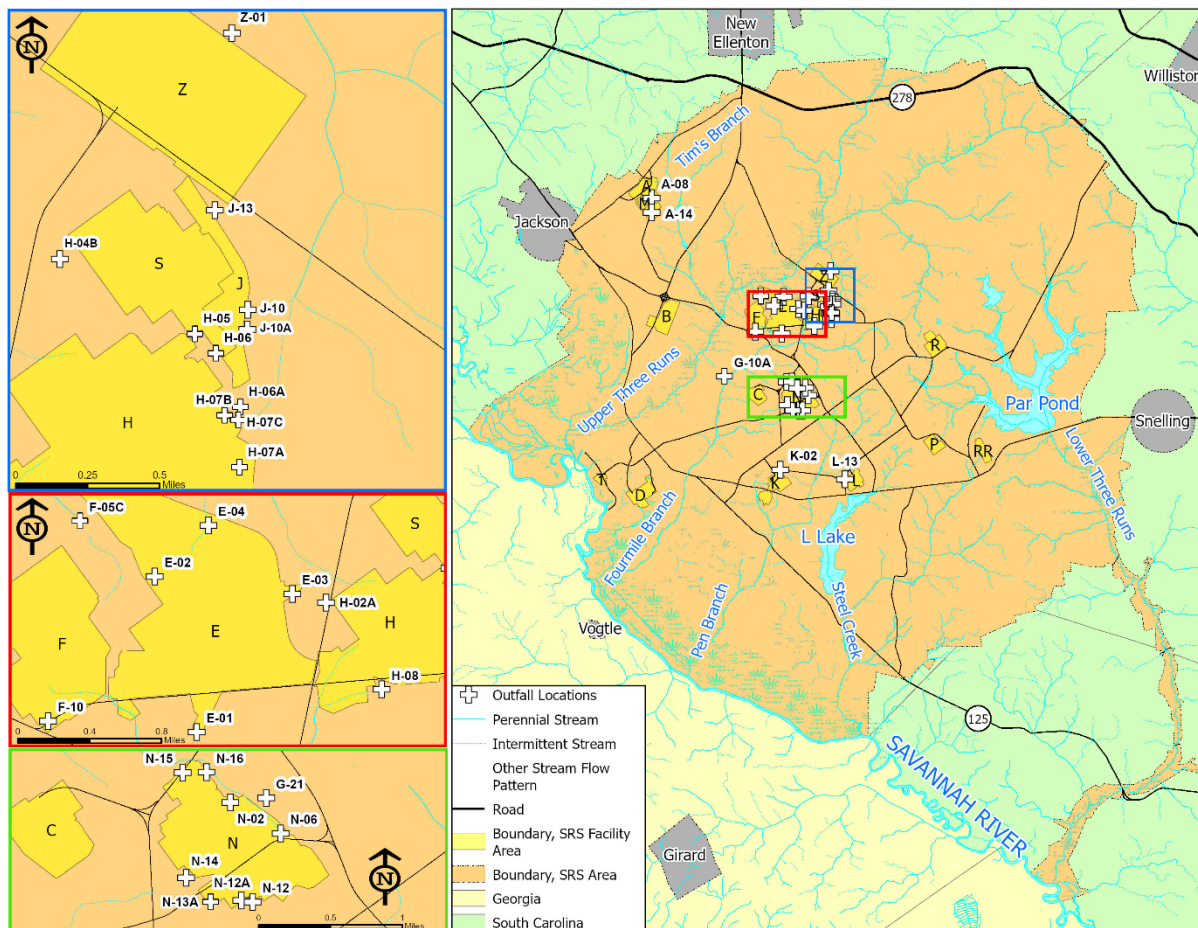 N
Z-01
Z
J-13
H-04B
S
J
J-10
J-10A
H-05
H-06
H-06A
H-07B
H-07C
H
H-07A
0 0.25 0.5
Miles
N
F-05C
E-04
S
E-02
E-03
H-02A
H
E
F
H-08
F-10
E-01
0 0.4 0.8
Miles
N-15
N-16
G-21
N-02
N-06
C
N
N-14
N-12A
N-12
N-13A
N
0 0.5 1
Miles
New
Ellenton
Williston
278
Tim's Branch
A
A-08
M
A-14
Jackson
Z
B
F
H
R
G-10A
Upper Three Runs
C
N
Par Pond
Snelling
P
RR
Lower Three Runs
K-02
L-13
T
D
K
L
Fourmile Branch
L Lake
Steel Creek
Pen Branch
Vogtle
125
SAVANNAH RIVER
Girard
Outfall Locations
Perennial Stream
Intermittent Stream
Other Stream Flow
Pattern
Road
Boundary, SRS Facility
Area
Boundary, SRS Area
Georgia
South Carolina